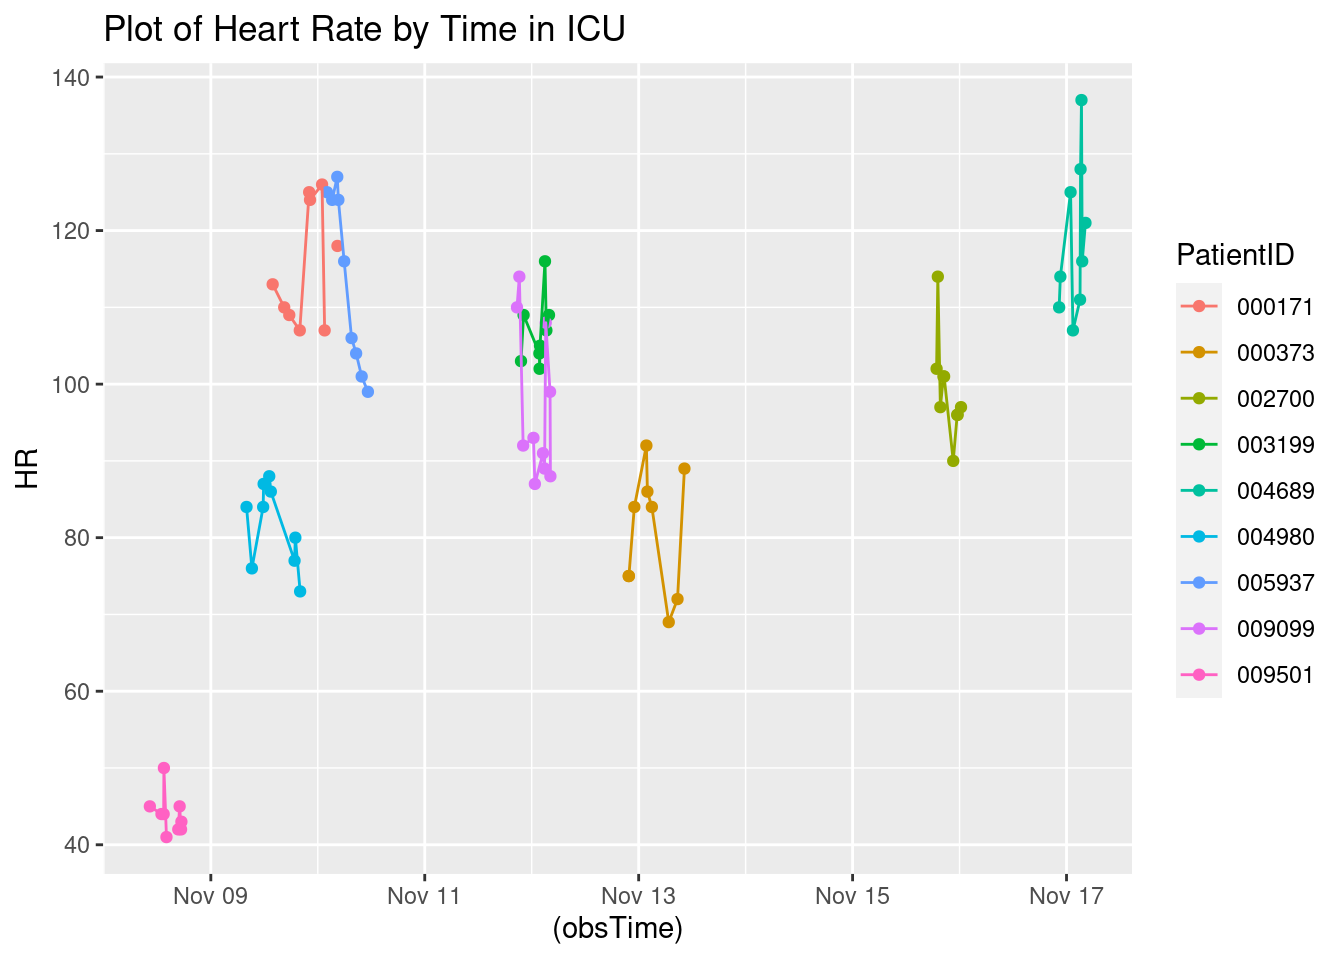 Plot of Heart Rate by Time in ICU
140
120
100
80
60
40
HR
Nov 09
Nov 11
Nov 13
Nov 15
Nov 17
(obsTime)
PatientID
000171
000373
002700
003199
004689
004980
005937
009099
009501